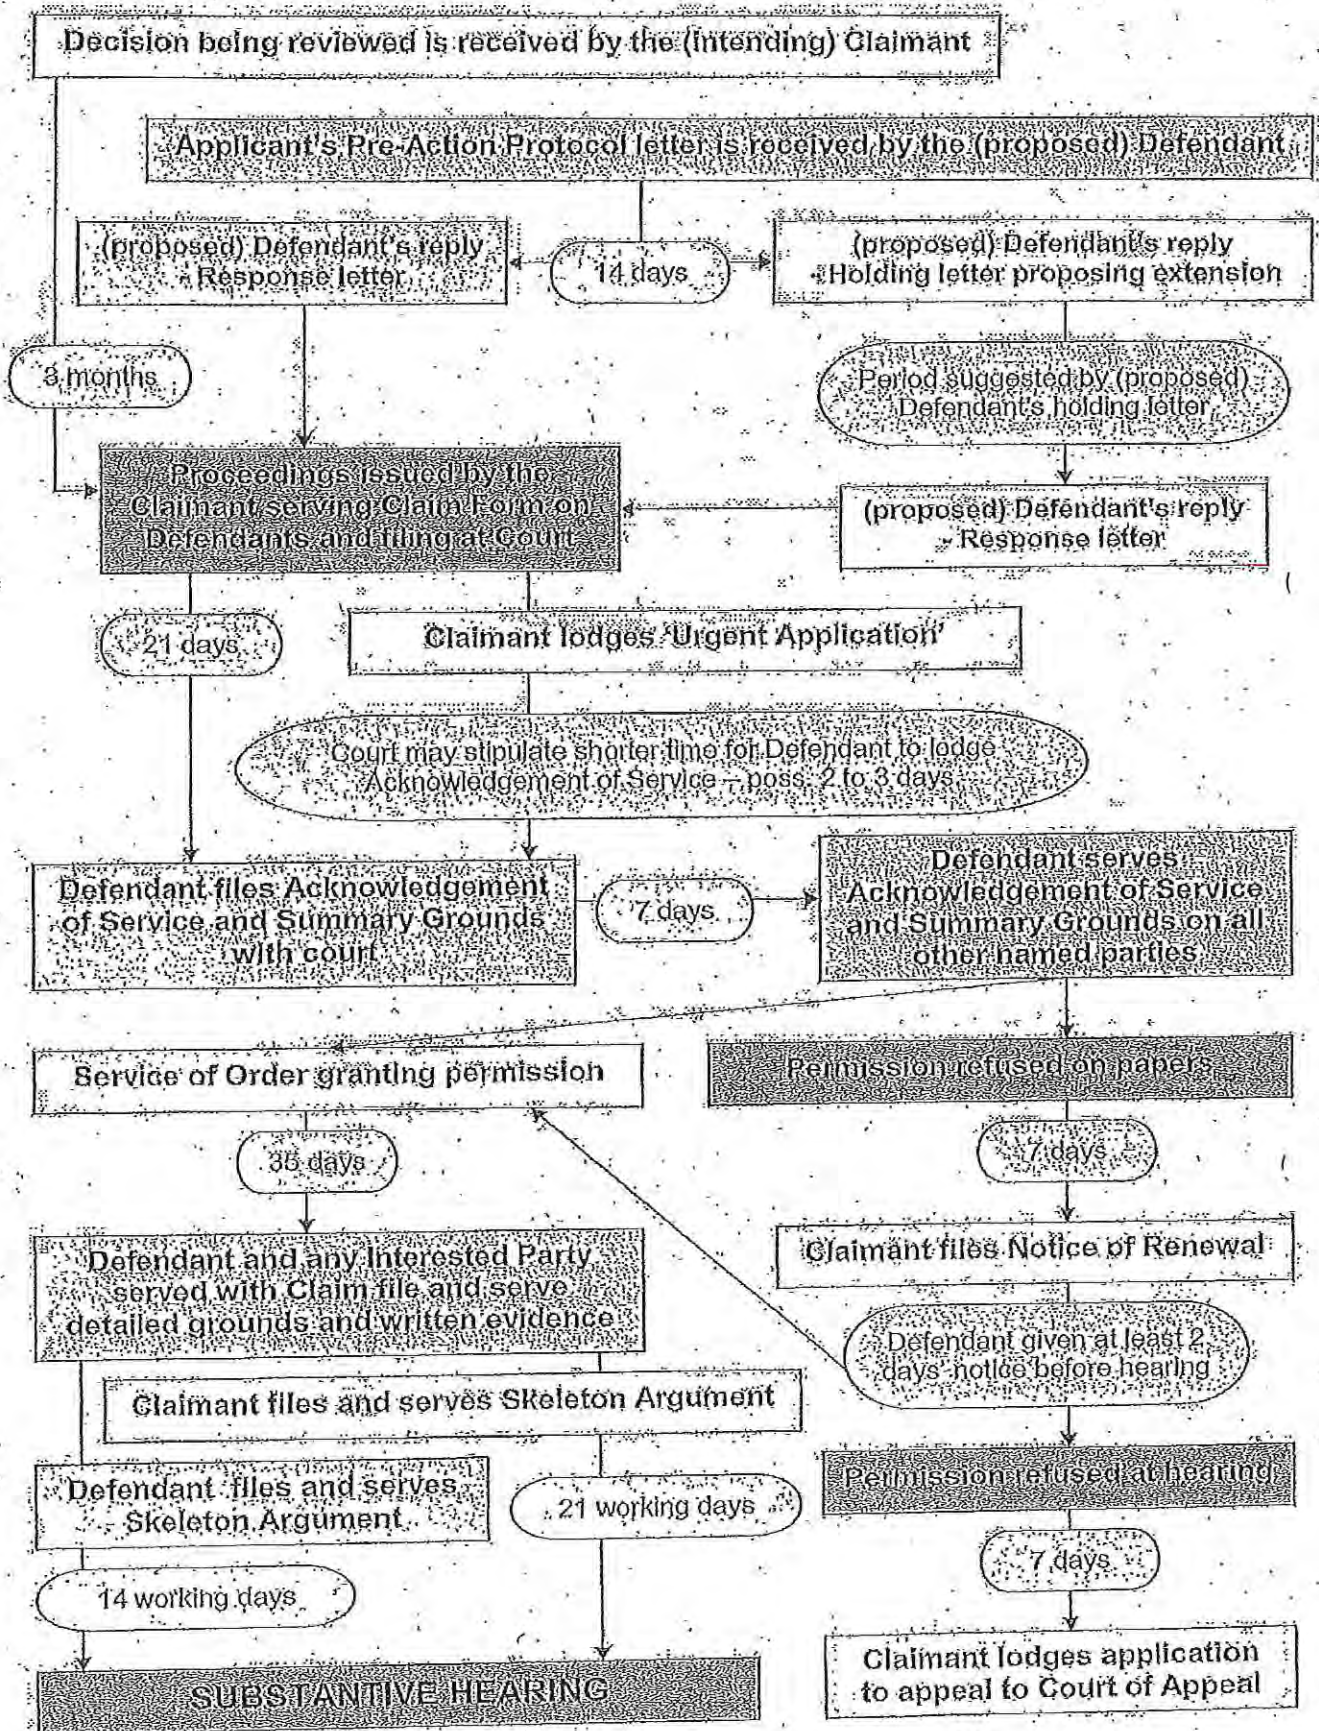 Decision being reviewed is received by the (intending) Claimant
Applicant's Pre-Action Protocol letter is received by the (proposed) Defendant
(proposed) Defendant's reply
- Response letter
14 days
(proposed) Defendant's reply
- Holding letter proposing extension
3 months
Period suggested by (proposed)
Defendant's holding letter
Proceedings issued by the
Claimant serving Claim Form on
Defendants and filing at Court
(proposed) Defendant's reply
- Response letter
21 days
Claimant lodges 'Urgent Application'
Court may stipulate shorter time for Defendant to lodge
Acknowledgement of Service – poss. 2 to 3 days
Defendant files Acknowledgement
of Service and Summary Grounds
with court
7 days
Defendant serves
Acknowledgement of Service
and Summary Grounds on all
other named parties
Service of Order granting permission
Permission refused on papers
35 days
7 days
Defendant and any Interested Party
served with Claim file and serve
detailed grounds and written evidence
Claimant files Notice of Renewal
Defendant given at least 2
days' notice before hearing
Claimant files and serves Skeleton Argument
Defendant files and serves
- Skeleton Argument
21 working days
Permission refused at hearing
14 working days
7 days
SUBSTANTIVE HEARING
Claimant lodges application
to appeal to Court of Appeal